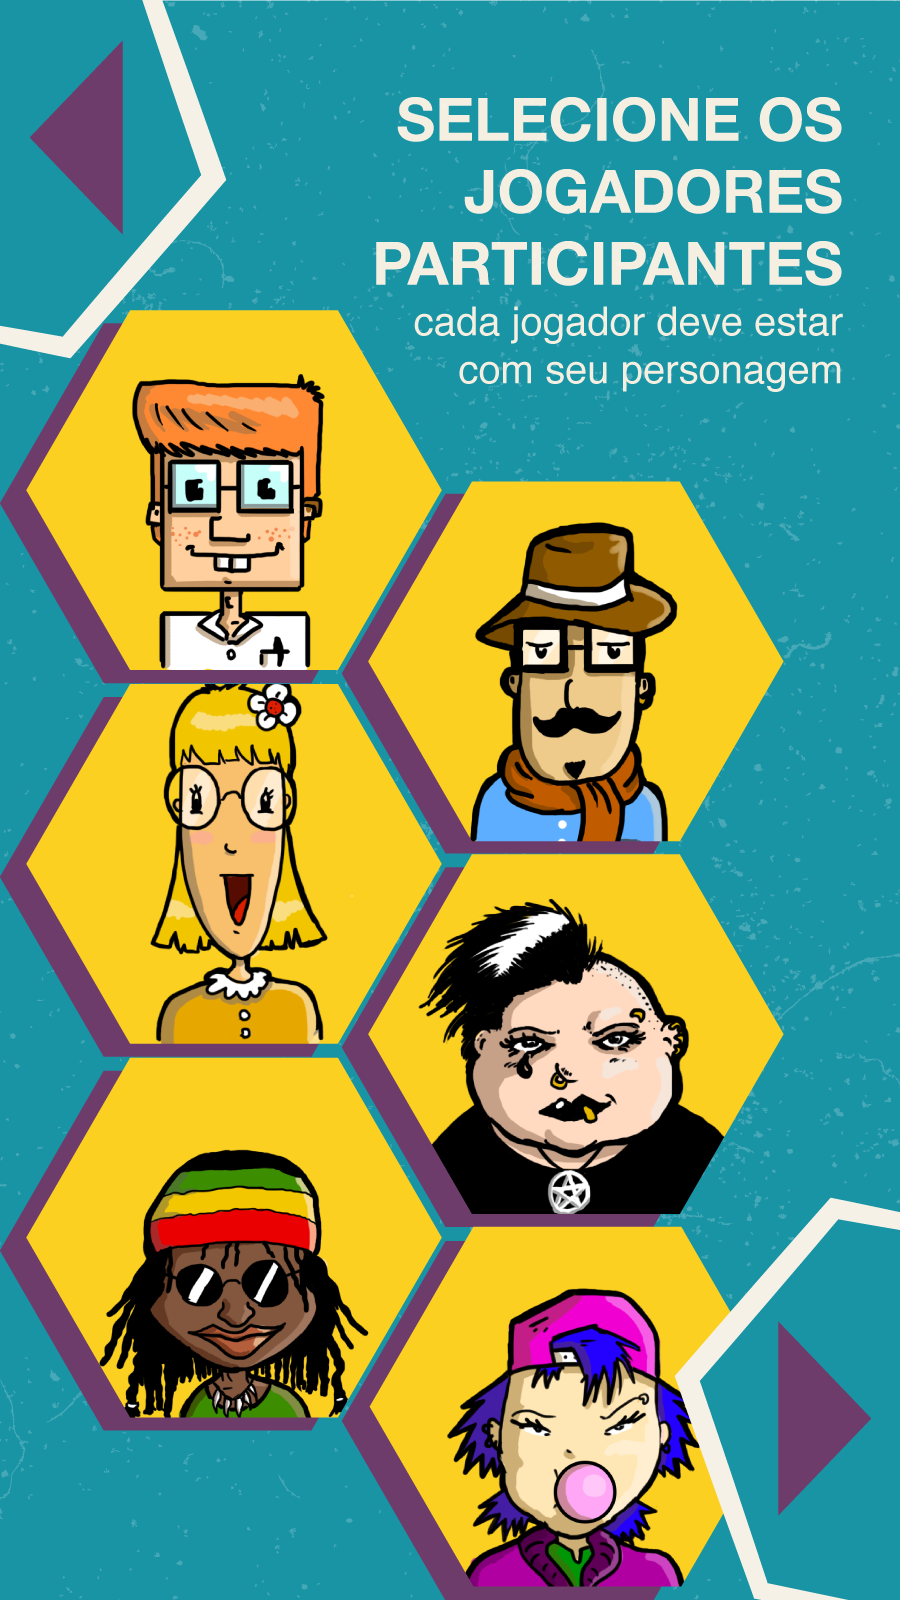 SELECIONE OS
JOGADORES
PARTICIPANTES
cada jogador deve estar
com seu personagem